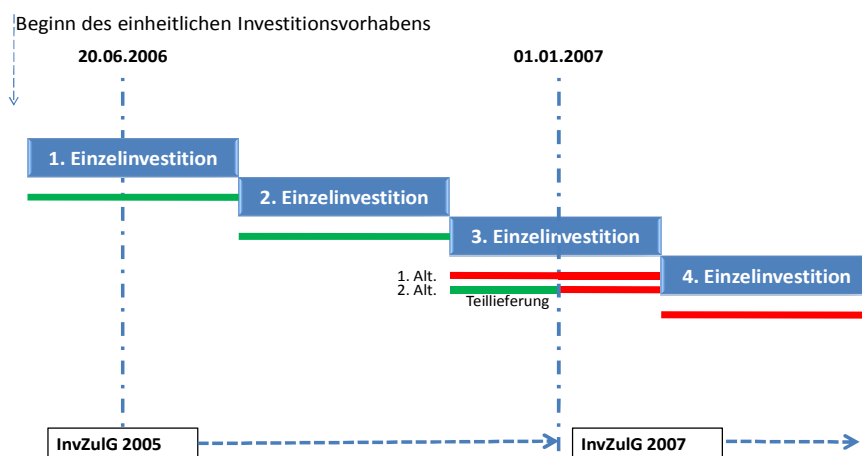 Beginn des einheitlichen Investitionsvorhabens
20.06.2006
01.01.2007
1. Einzelinvestition
2. Einzelinvestition
3. Einzelinvestition
1. Alt.
2. Alt.
4. Einzelinvestition
Teillieferung
InvZulG 2005
InvZulG 2007